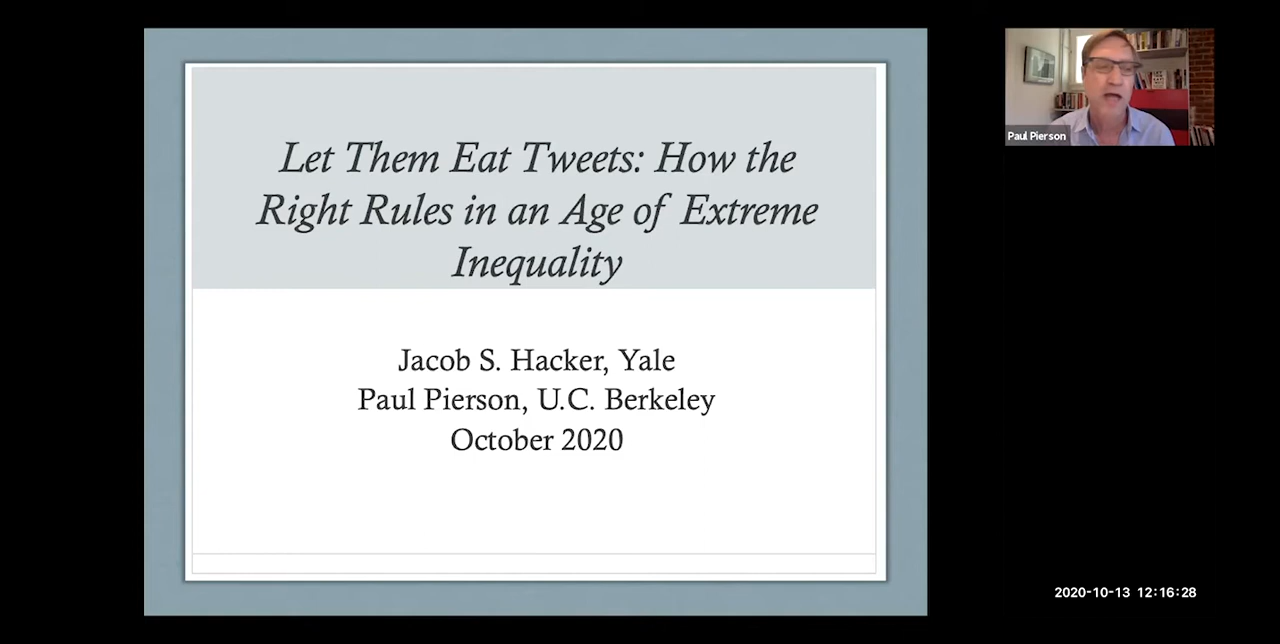 Let Them Eat Tweets: How the
Right Rules in an Age of Extreme
Inequality
Jacob S. Hacker, Yale
Paul Pierson, U.C. Berkeley
October 2020
Paul Pierson
2020-10-13 12:16:28